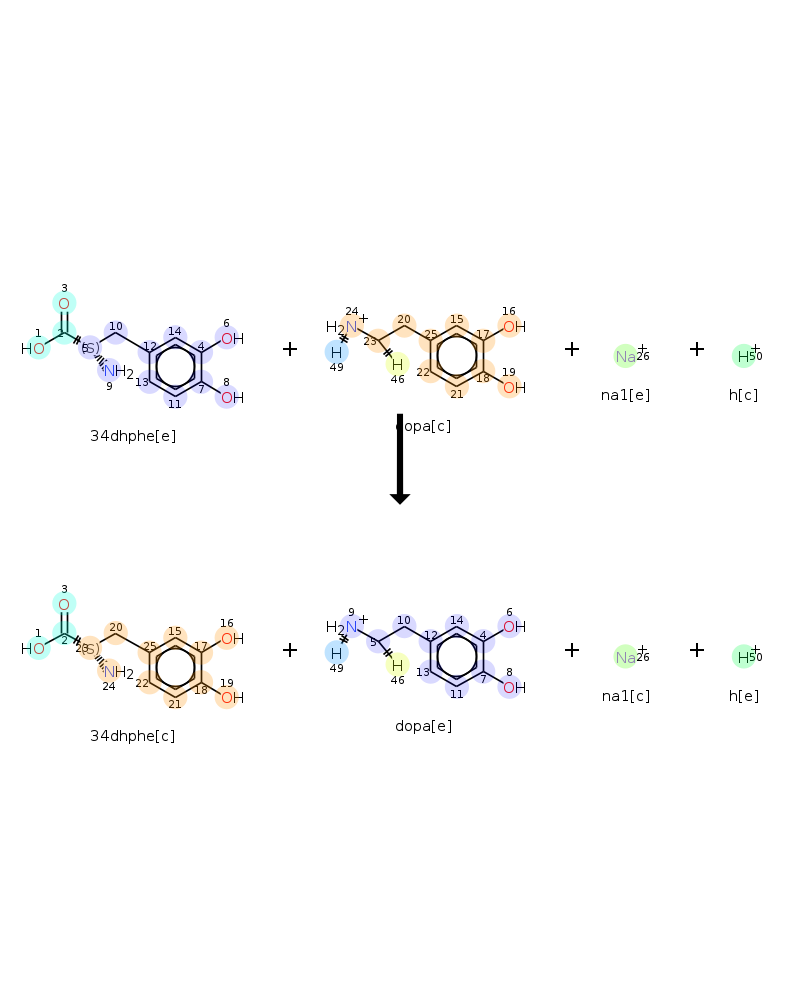 3
1
O
2
HO
5
(S)
10
9
NH2
12
14
13
11
4
7
6
OH
8
OH
+
24
H2N+
H
49
23
H
46
20
25
15
22
21
17
18
16
OH
19
OH
+
Na+
26
+
H+
50
34dhphe[e]
dopa[c]
na1[e]
h[c]
3
1
O
2
HO
23
(S)
20
24
NH2
25
15
22
21
17
18
16
OH
19
OH
+
9
H2N+
H
49
5
H
46
10
12
14
13
11
4
7
6
OH
8
OH
+
Na+
26
+
H+
50
34dhphe[c]
dopa[e]
na1[c]
h[e]